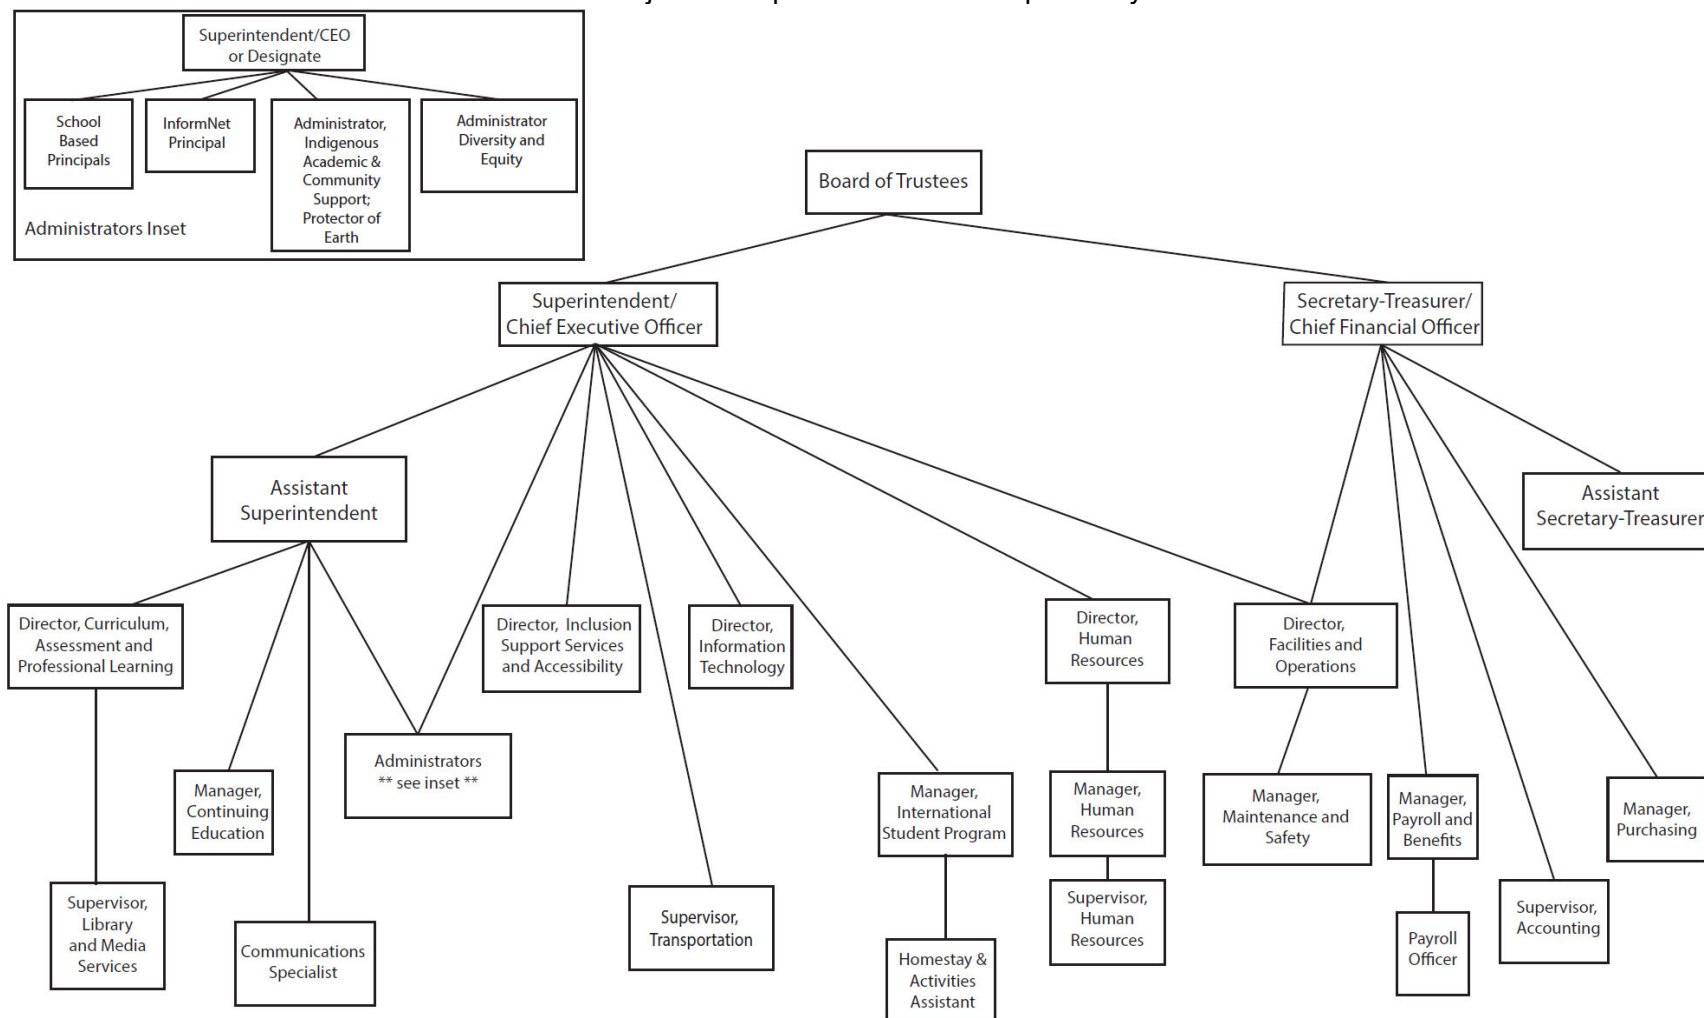 Superintendent/CEO
or Designate
School
Based
Principals
InformNet
Principal
Administrator,
Indigenous
Academic &
Community
Support;
Protector of
Earth
Administrator
Diversity and
Equity
Administrators Inset
Board of Trustees
Superintendent/
Chief Executive Officer
Secretary-Treasurer/
Chief Financial Officer
Assistant
Superintendent
Assistant
Secretary-Treasurer
Director, Curriculum,
Assessment and
Professional Learning
Director, Inclusion
Support Services
and Accessibility
Director,
Information
Technology
Director,
Human
Resources
Director,
Facilities and
Operations
Manager,
Continuing
Education
Administrators
** see inset **
Manager,
International
Student Program
Manager,
Human
Resources
Manager,
Maintenance and
Safety
Manager,
Payroll and
Benefits
Manager,
Purchasing
Supervisor,
Library
and Media
Services
Communications
Specialist
Supervisor,
Transportation
Homestay &
Activities
Assistant
Supervisor,
Human
Resources
Payroll
Officer
Supervisor,
Accounting